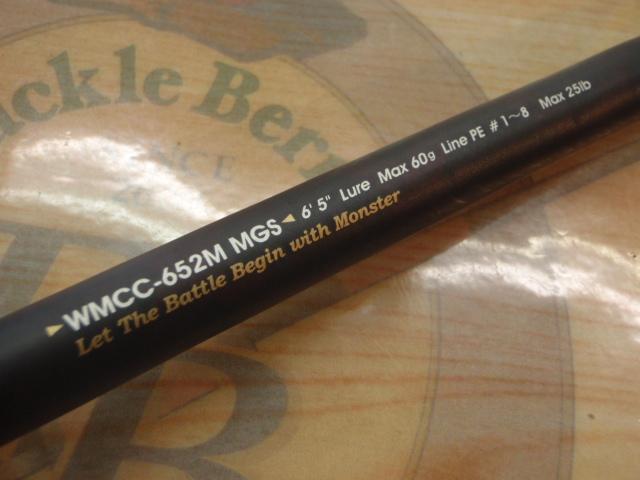 ackle Berr
NCE
WMCC-652M MGS 6' 5" Lure Max 60g Line PE # 1~8 Max 25lb
Let The Battle Begin with Monster